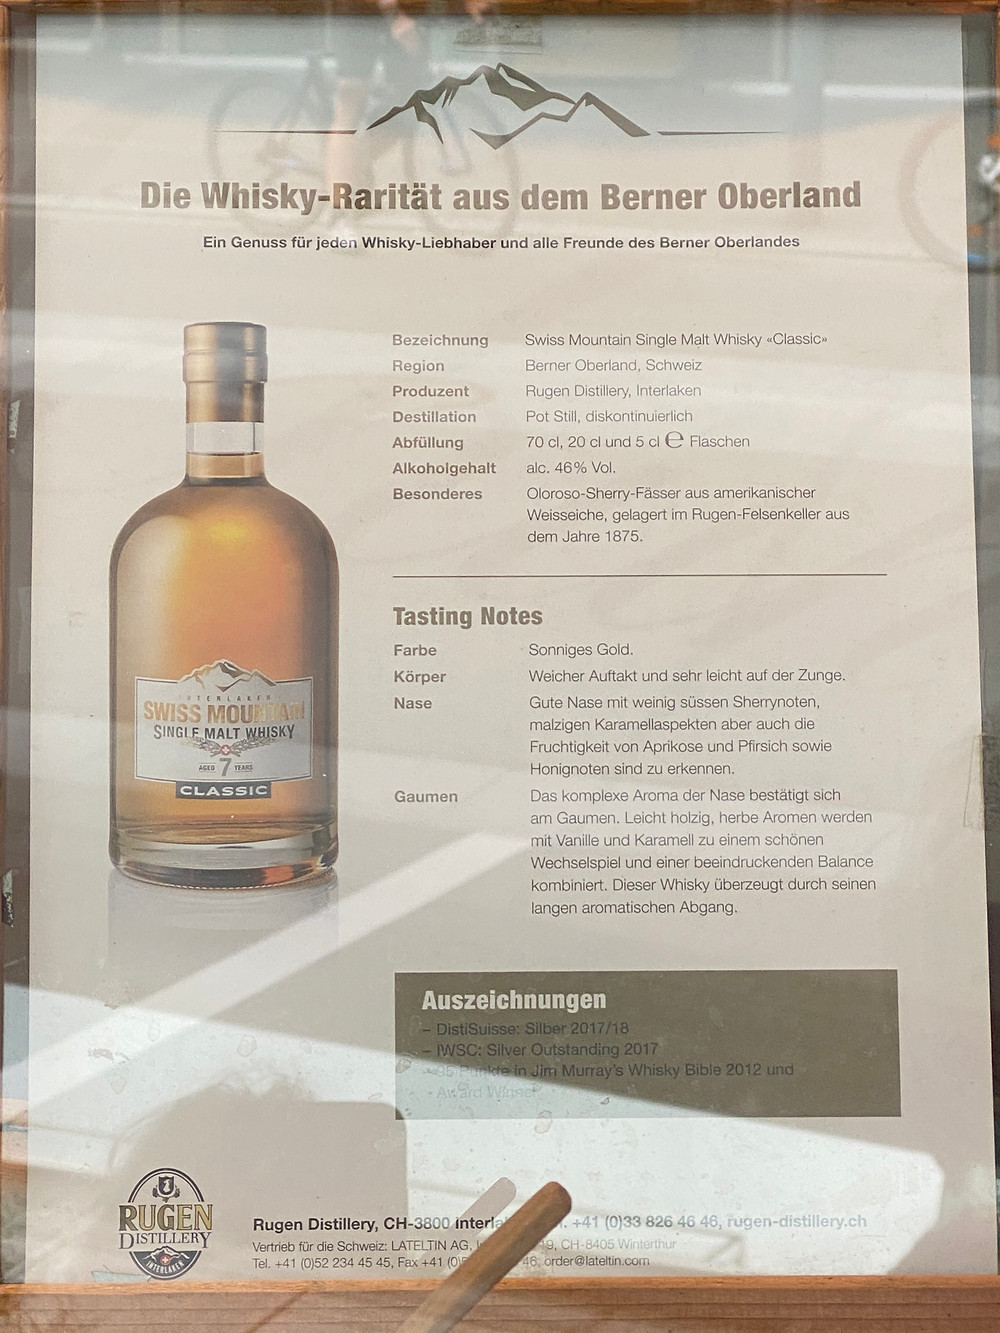 Die Whisky-Rarität aus dem Berner Oberland
Ein Genuss für jeden Whisky-Liebhaber und alle Freunde des Berner Oberlandes
Bezeichnung Swiss Mountain Single Malt Whisky «Classic»
Region Berner Oberland, Schweiz
Produzent Rugen Distillery, Interlaken
Destillation Pot Still, diskontinuierlich
Abfüllung 70 cl, 20 cl und 5 cl ℮ Flaschen
Alkoholgehalt alc. 46% Vol.
Besonderes Oloroso-Sherry-Fässer aus amerikanischer
Weisseiche, gelagert im Rugen-Felsenkeller aus
dem Jahre 1875.
Tasting Notes
Farbe Sonniges Gold.
Körper Weicher Auftakt und sehr leicht auf der Zunge.
Nase Gute Nase mit weinig süssen Sherrynoten,
malzigen Karamellaspekten aber auch die
Fruchtigkeit von Aprikose und Pfirsich sowie
Honignoten sind zu erkennen.
Gaumen Das komplexe Aroma der Nase bestätigt sich
am Gaumen. Leicht holzig, herbe Aromen werden
mit Vanille und Karamell zu einem schönen
Wechselspiel und einer beeindruckenden Balance
kombiniert. Dieser Whisky überzeugt durch seinen
langen aromatischen Abgang.
INTERLAKEN
SWISS MOUNTAIN
SINGLE MALT WHISKY
AGED 7 YEARS
CLASSIC
Auszeichnungen
– DistiSuisse: Silber 2017/18
– IWSC: Silver Outstanding 2017
– 95 Punkte in Jim Murray's Whisky Bible 2012 und
- Award Winner
RUGEN
DISTILLERY
INTERLAKEN
Rugen Distillery, CH-3800 +41 (0)33 826 46 46, rugen-distillery.ch
Vertrieb für die Schweiz: LATELTIN AG, CH-8405 Winterthur
Tel. +41 (0)52 234 45 45, Fax +41 46, order@lateltin.com